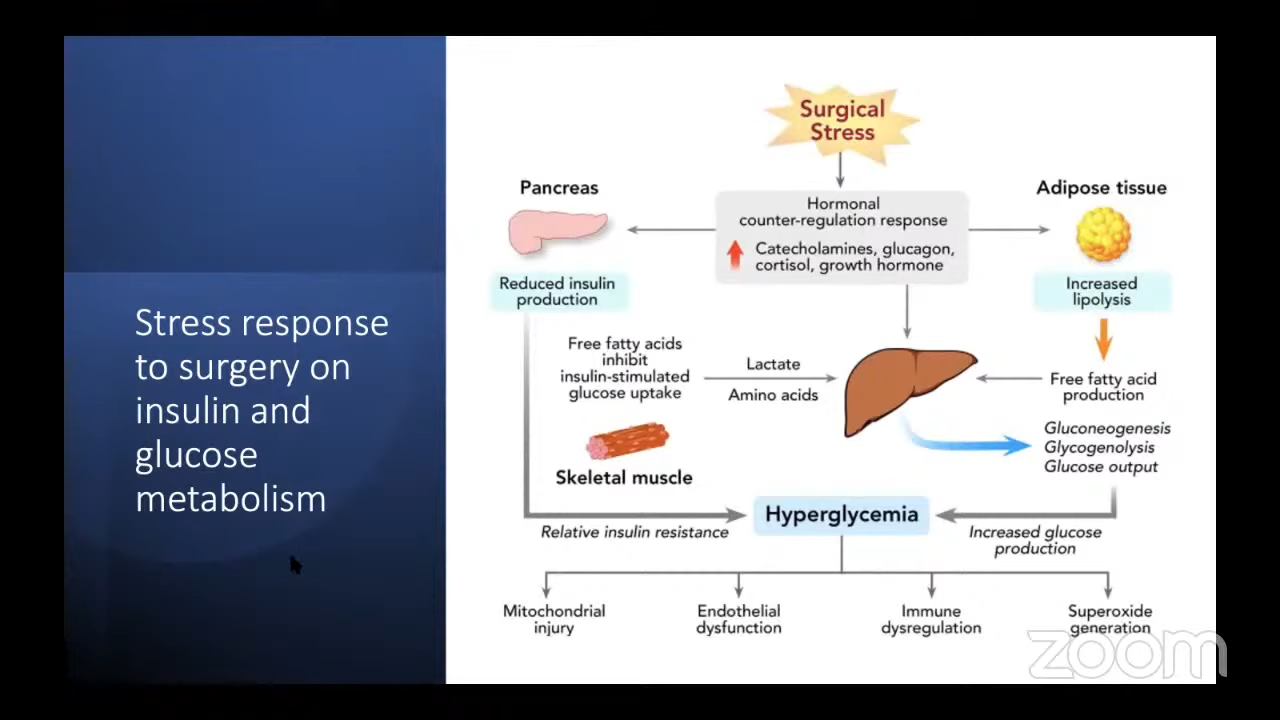 Stress response
to surgery on
insulin and
glucose
metabolism
Surgical
Stress
Pancreas
Hormonal
counter-regulation response
Catecholamines, glucagon,
cortisol, growth hormone
Adipose tissue
Reduced insulin
production
Increased
lipolysis
Free fatty acids
inhibit
insulin-stimulated
glucose uptake
Lactate
Amino acids
Free fatty acid
production
Gluconeogenesis
Glycogenolysis
Glucose output
Skeletal muscle
Relative insulin resistance
Hyperglycemia
Increased glucose
production
Mitochondrial
injury
Endothelial
dysfunction
Immune
dysregulation
Superoxide
generation
zoom